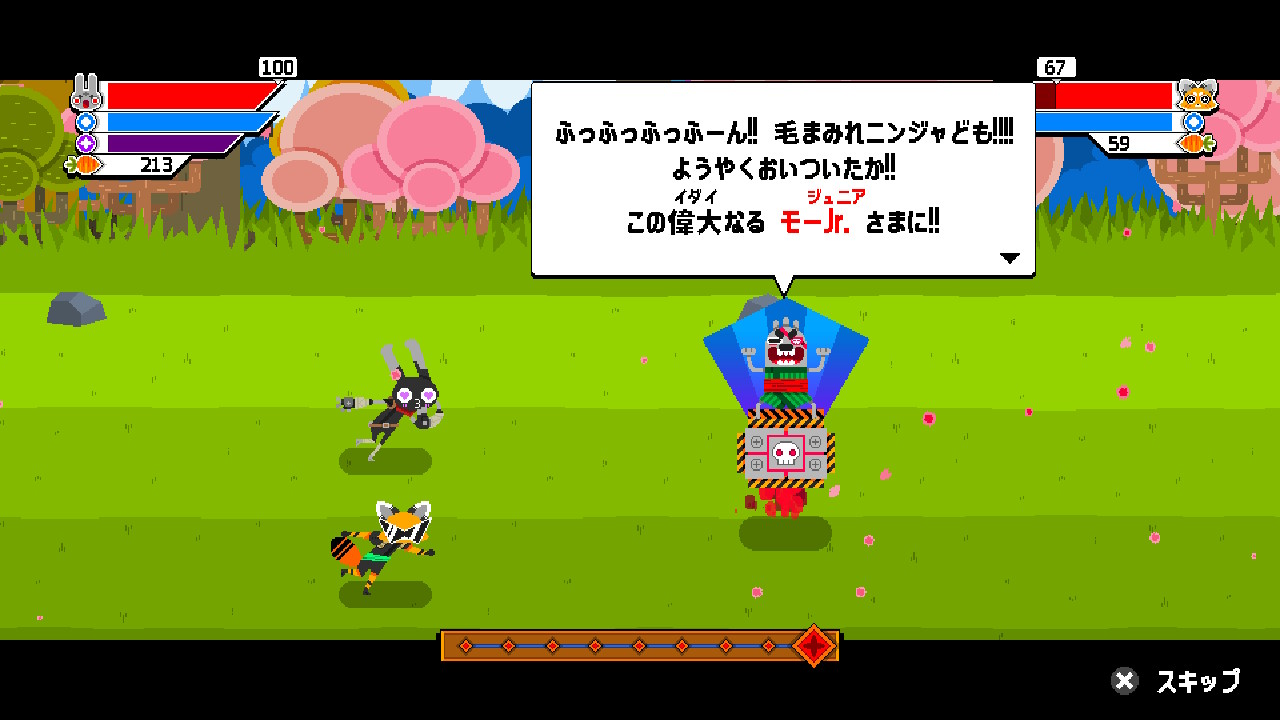 100
67
213
59
ふっふっふっふーん!! 毛まみれニンジャども!!!!
ようやくおいついたか!!
イダイ ジュニア
この偉大なる モーJr. さまに!!
スキップ